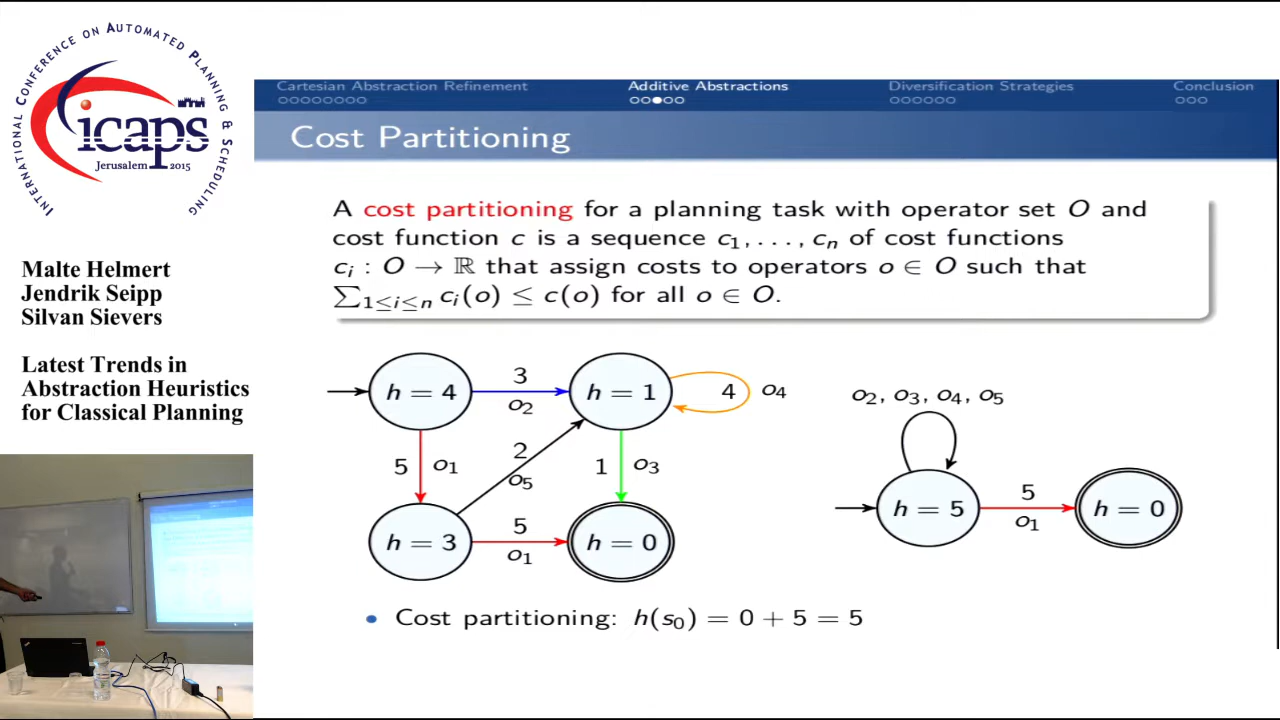 INTERNATIONAL CONFERENCE ON AUTOMATED PLANNING & SCHEDULING
icaps
Jerusalem 2015
Malte Helmert
Jendrik Seipp
Silvan Sievers
Latest Trends in
Abstraction Heuristics
for Classical Planning
Cartesian Abstraction Refinement Additive Abstractions Diversification Strategies Conclusion
Cost Partitioning
A cost partitioning for a planning task with operator set O and
cost function c is a sequence c₁, . . . , cₙ of cost functions
cᵢ : O → ℝ that assign costs to operators o ∈ O such that
∑₁≤ᵢ≤ₙ cᵢ(o) ≤ c(o) for all o ∈ O.
h = 4
3
o₂
h = 1
4
o₄
5
o₁
2
o₅
1
o₃
h = 3
5
o₁
h = 0
o₂, o₃, o₄, o₅
h = 5
5
o₁
h = 0
• Cost partitioning: h(s₀) = 0 + 5 = 5